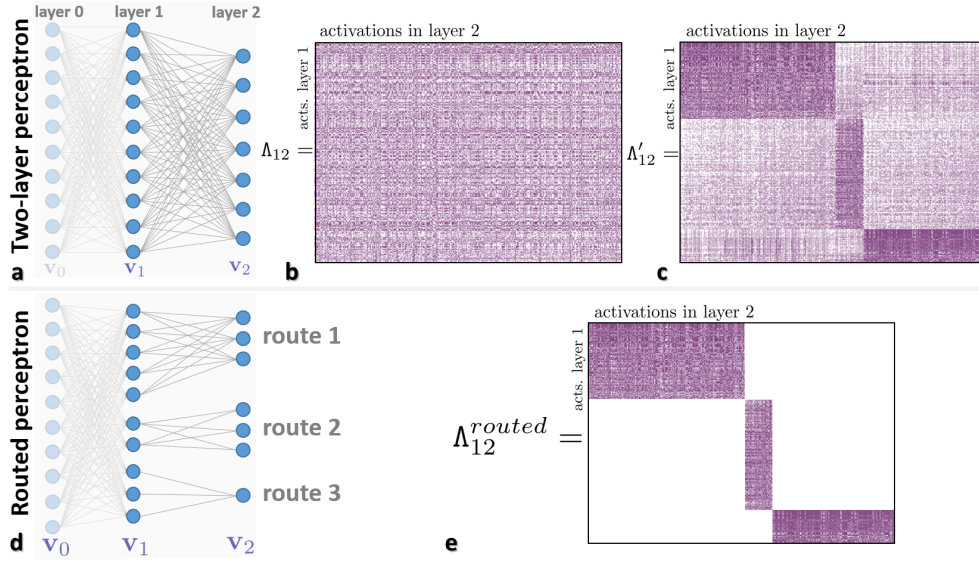 layer 0 layer 1 layer 2
Two-layer perceptron
v₀ v₁ v₂
a
activations in layer 2
acts. layer 1
Λ₁₂ =
b
activations in layer 2
acts. layer 1
Λ′₁₂ =
c
Routed perceptron
route 1
route 2
route 3
v₀ v₁ v₂
d
activations in layer 2
acts. layer 1
Λ₁₂^routed =
e